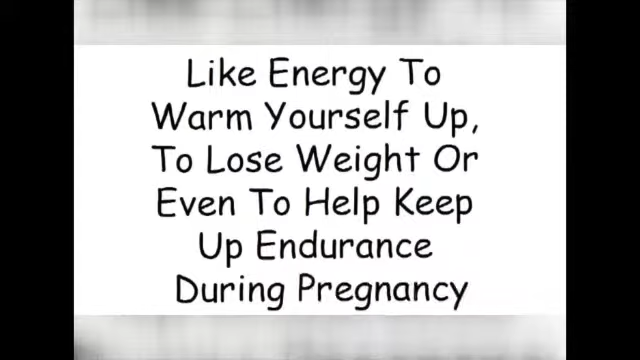 Like Energy To
Warm Yourself Up,
To Lose Weight Or
Even To Help Keep
Up Endurance
During Pregnancy